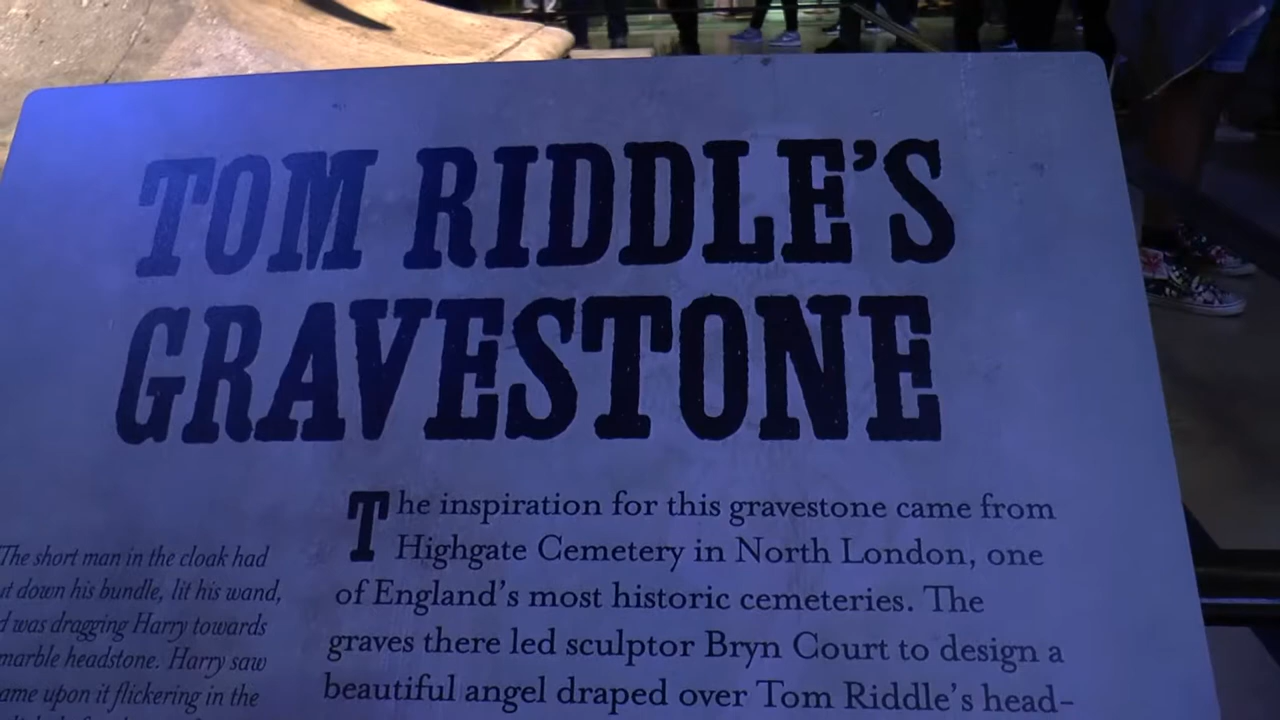 TOM RIDDLE'S
GRAVESTONE
The inspiration for this gravestone came from
Highgate Cemetery in North London, one
of England's most historic cemeteries. The
graves there led sculptor Bryn Court to design a
beautiful angel draped over Tom Riddle's head-
The short man in the cloak had
down his bundle, lit his wand,
was dragging Harry towards
marble headstone. Harry saw
upon it flickering in the